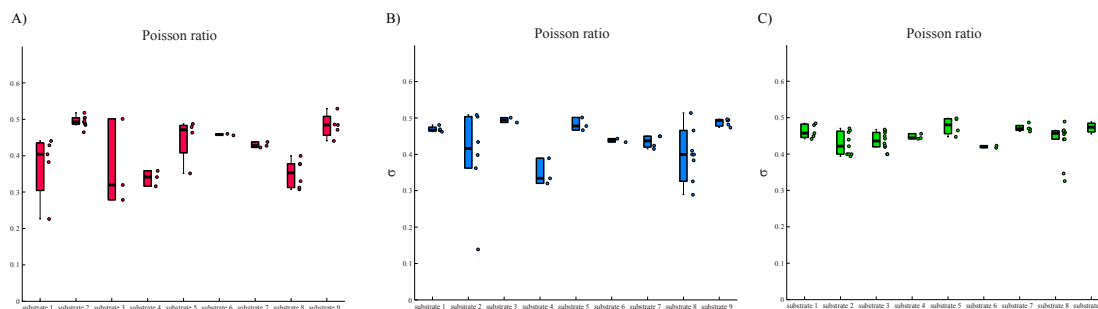 A)
Poisson ratio
0.6
0.5
0.4
0.3
0.2
0.1
0
substrate 1 substrate 2 substrate 3 substrate 4 substrate 5 substrate 6 substrate 7 substrate 8 substrate 9
B)
Poisson ratio
σ
0.6
0.5
0.4
0.3
0.2
0.1
0
substrate 1 substrate 2 substrate 3 substrate 4 substrate 5 substrate 6 substrate 7 substrate 8 substrate 9
C)
Poisson ratio
σ
0.6
0.5
0.4
0.3
0.2
0.1
0
substrate 1 substrate 2 substrate 3 substrate 4 substrate 5 substrate 6 substrate 7 substrate 8 substrate